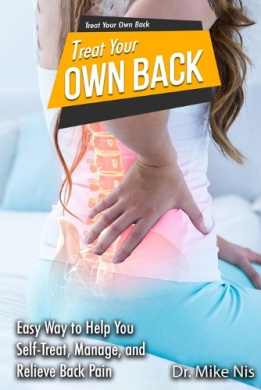 Treat Your Own Back
Treat Your
OWN BACK
Easy Way to Help You
Self-Treat, Manage, and
Relieve Back Pain
Dr. Mike Nis